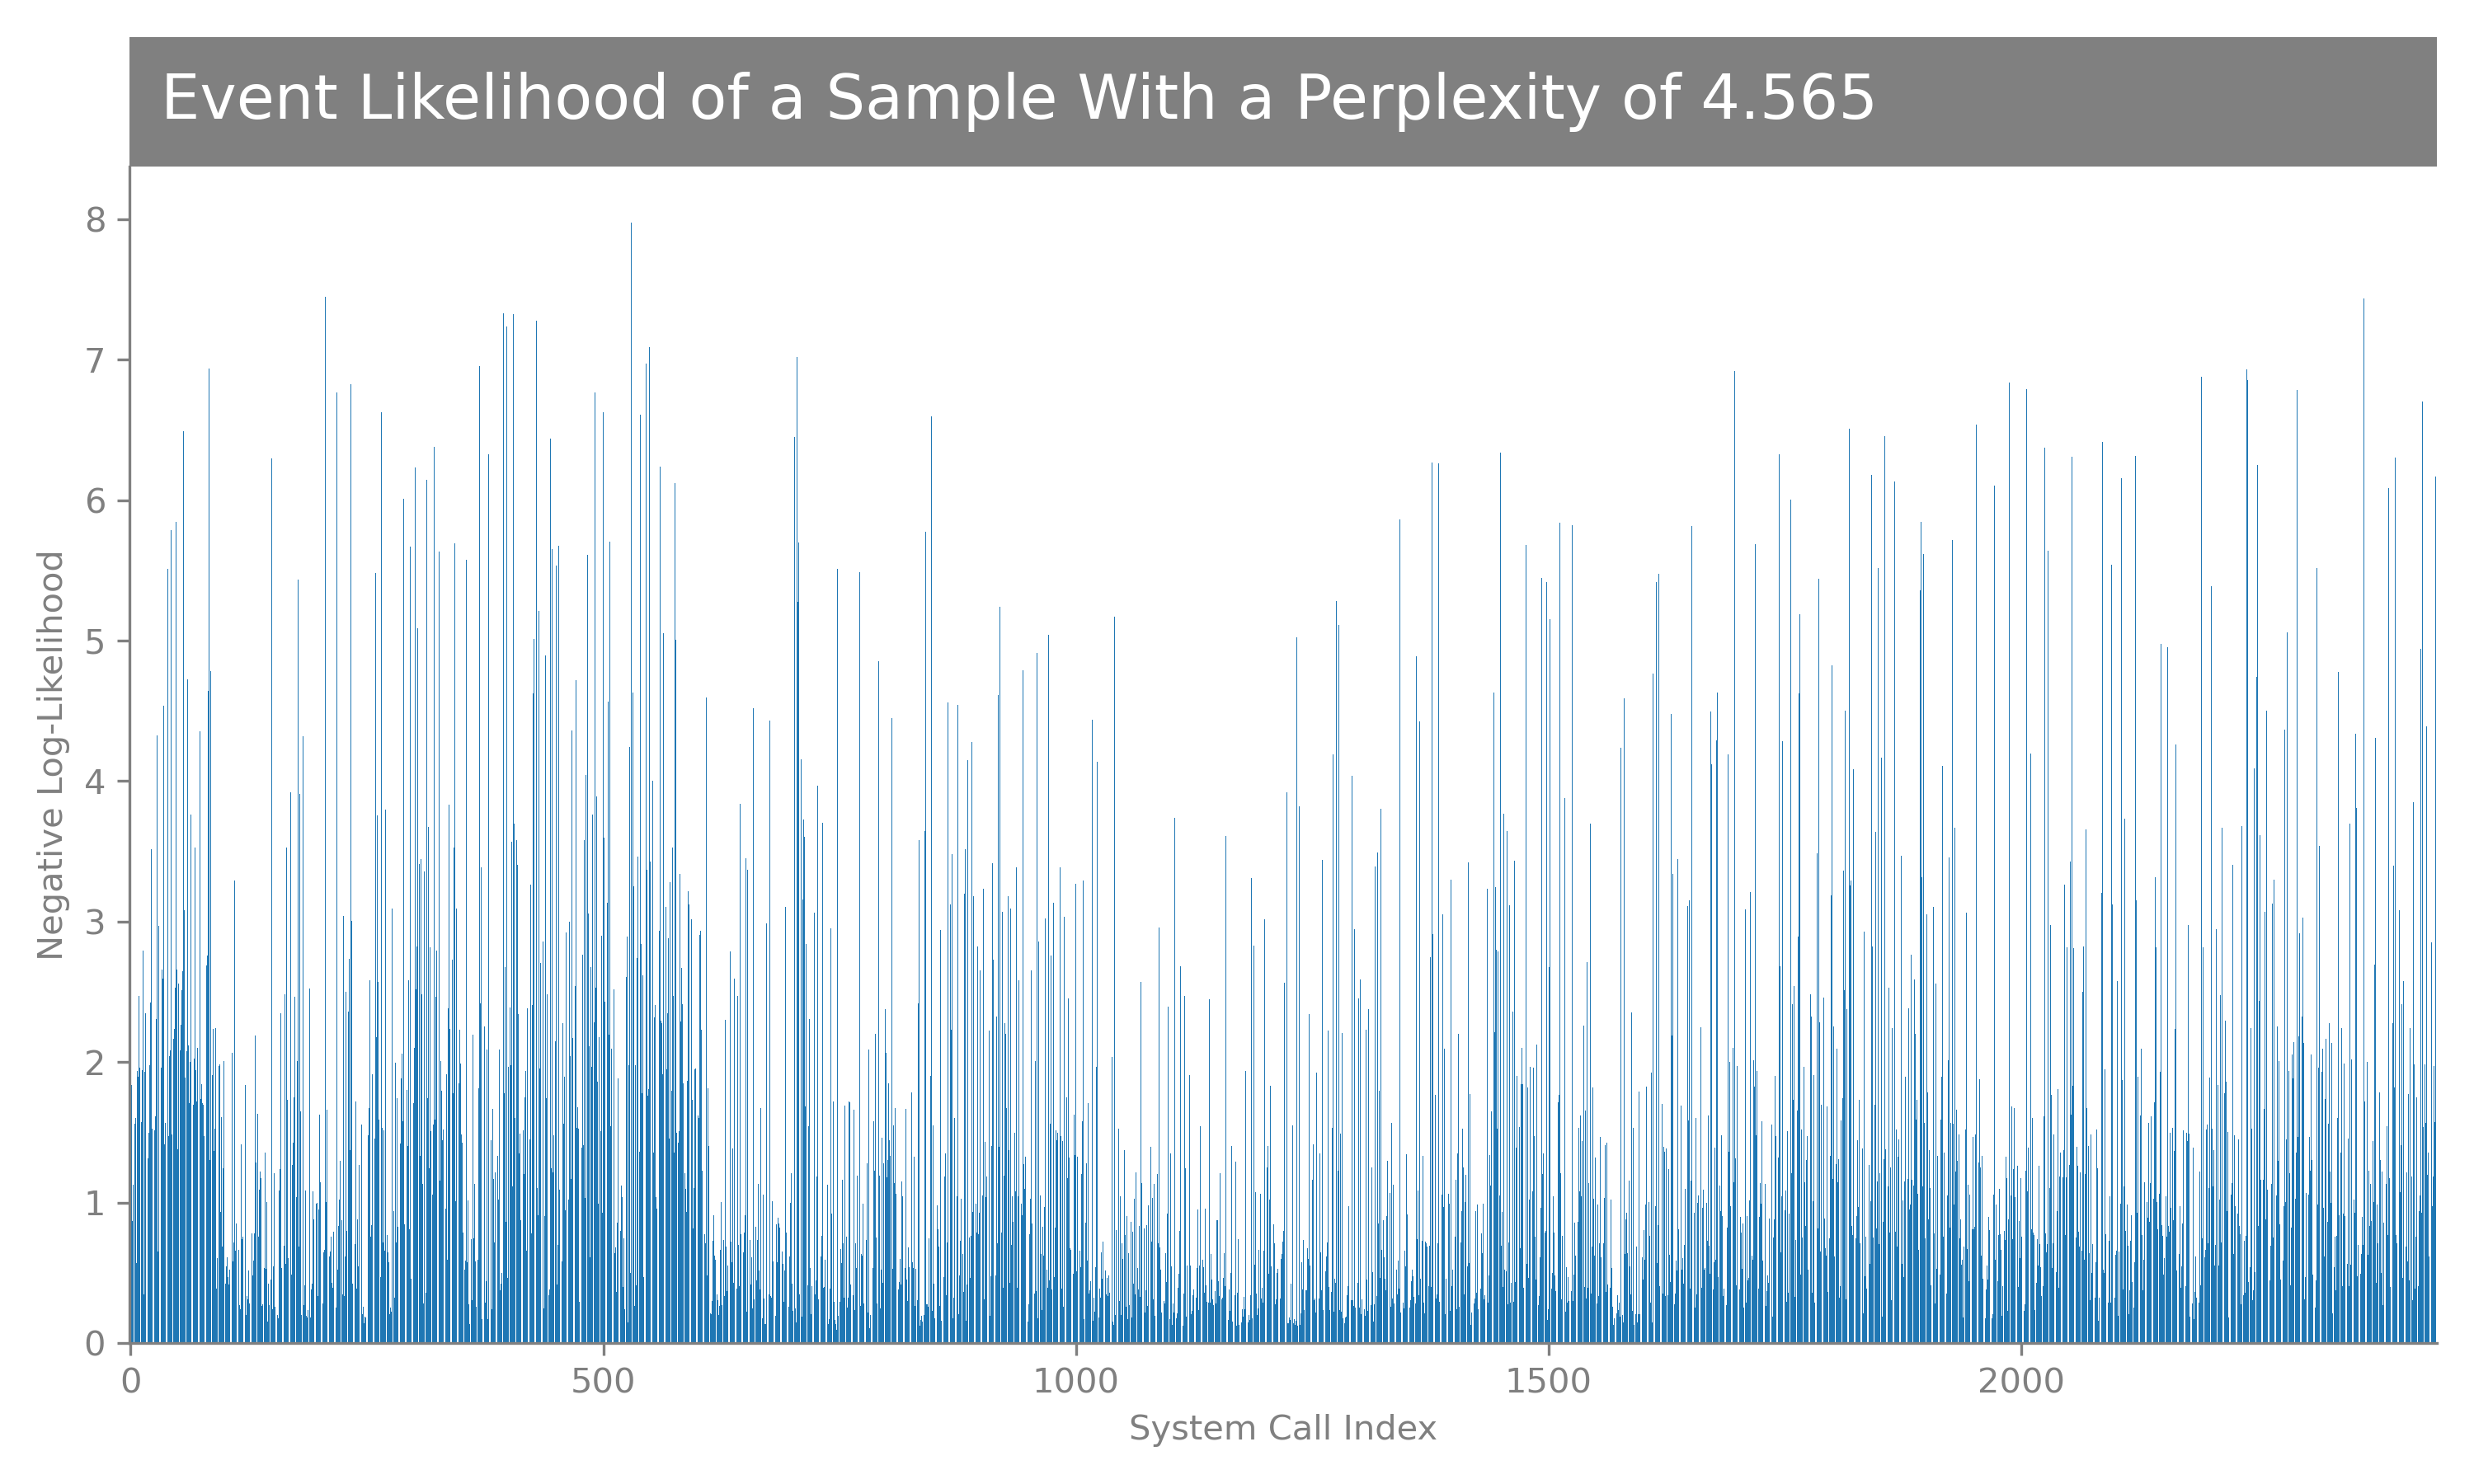 Event Likelihood of a Sample With a Perplexity of 4.565
8
7
6
5
4
3
2
1
0
Negative Log-Likelihood
0 500 1000 1500 2000
System Call Index